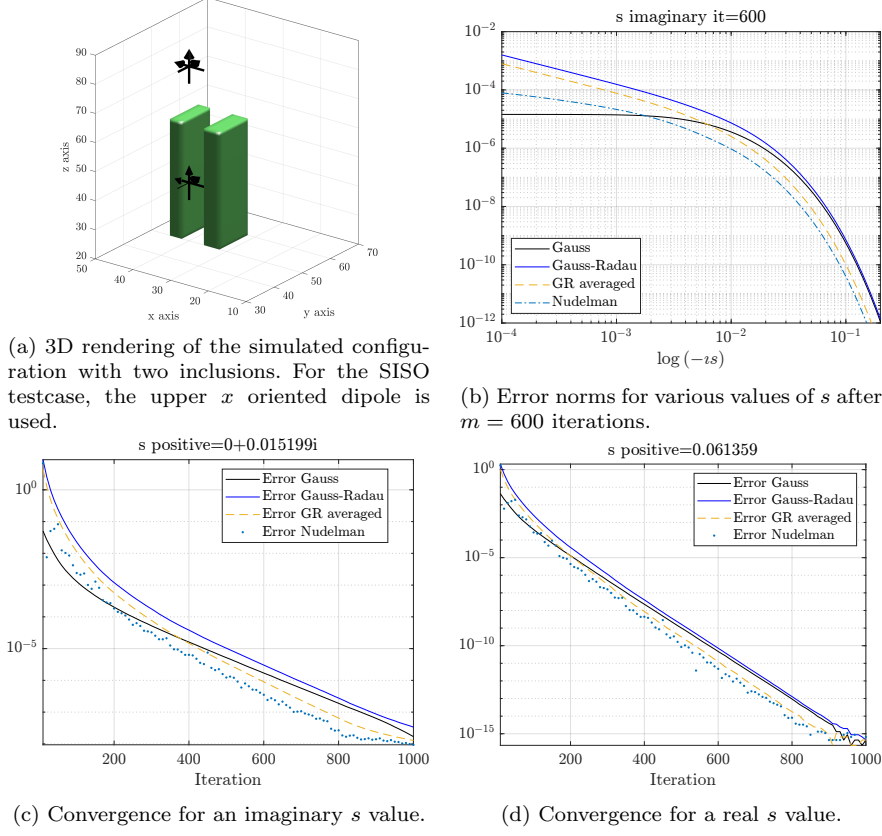 90
80
70
60
50
40
30
20
z axis
50
40
30
20
10
x axis
30
40
50
60
70
y axis
(a) 3D rendering of the simulated configu-
ration with two inclusions. For the SISO
testcase, the upper x oriented dipole is
used.
s imaginary it=600
10^-2
10^-4
10^-6
10^-8
10^-10
10^-12
Gauss
Gauss-Radau
GR averaged
Nudelman
10^-4
10^-3
10^-2
10^-1
log (−ıs)
(b) Error norms for various values of s after
m = 600 iterations.
s positive=0+0.015199i
10^0
10^-5
Error Gauss
Error Gauss-Radau
Error GR averaged
Error Nudelman
200
400
600
800
1000
Iteration
(c) Convergence for an imaginary s value.
s positive=0.061359
10^0
10^-5
10^-10
10^-15
Error Gauss
Error Gauss-Radau
Error GR averaged
Error Nudelman
200
400
600
800
1000
Iteration
(d) Convergence for a real s value.